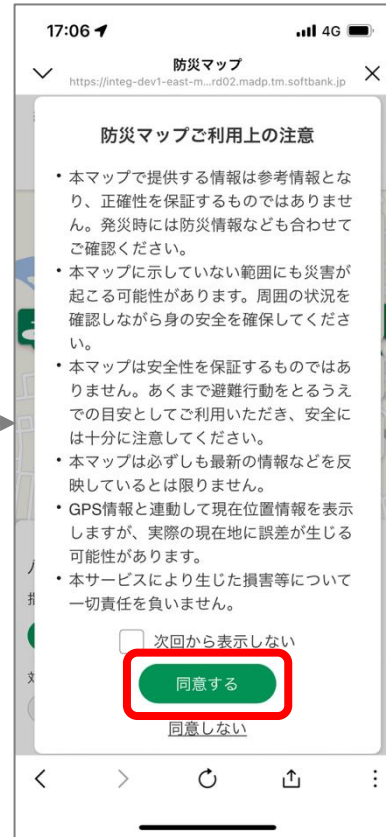 17:06
4G
防災マップ
https://integ-dev1-east-m...rd02.madp.tm.softbank.jp
防災マップご利用上の注意
• 本マップで提供する情報は参考情報とな
り、正確性を保証するものではありませ
ん。発災時には防災情報なども合わせて
ご確認ください。
• 本マップに示していない範囲にも災害が
起こる可能性があります。周囲の状況を
確認しながら身の安全を確保してくださ
い。
• 本マップは安全性を保証するものではあ
りません。あくまで避難行動をとるうえ
での目安としてご利用いただき、安全に
は十分に注意してください。
• 本マップは必ずしも最新の情報などを反
映しているとは限りません。
• GPS情報と連動して現在位置情報を表示
しますが、実際の現在地に誤差が生じる
可能性があります。
• 本サービスにより生じた損害等について
一切責任を負いません。
次回から表示しない
同意する
同意しない